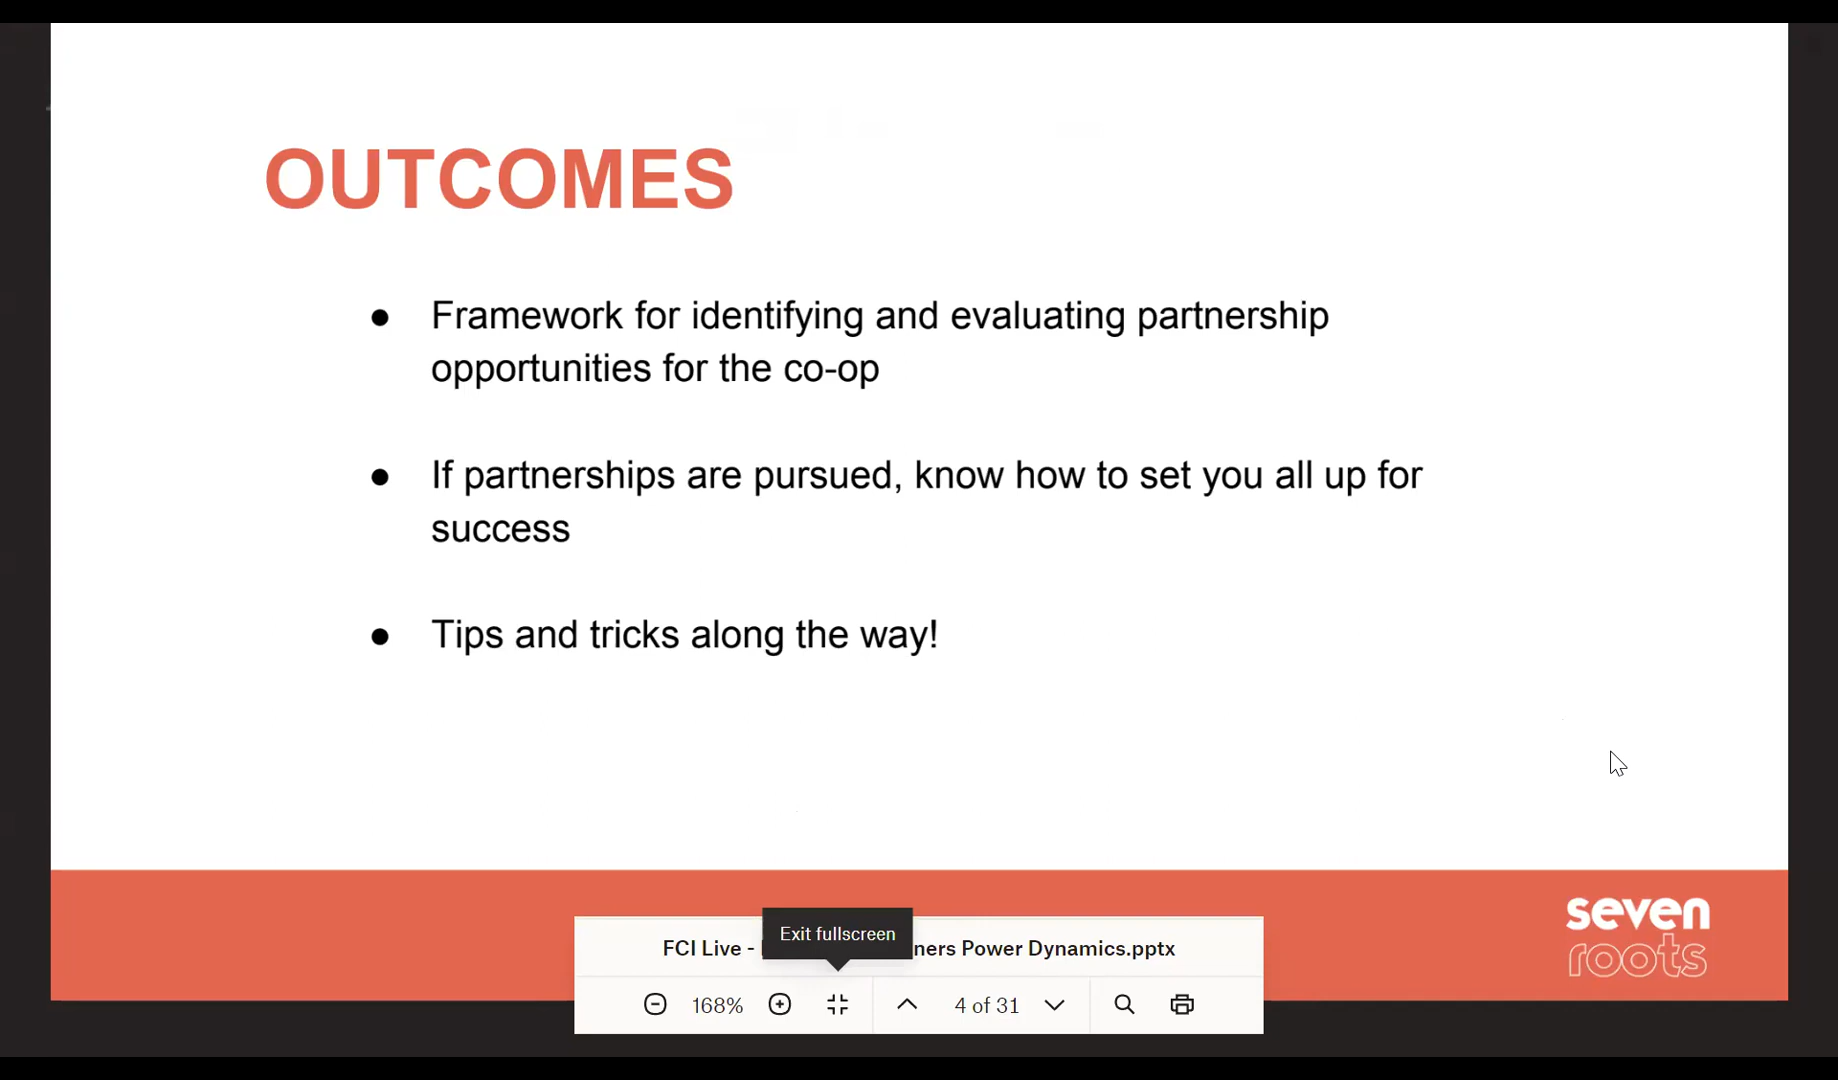 OUTCOMES
● Framework for identifying and evaluating partnership
opportunities for the co-op
● If partnerships are pursued, know how to set you all up for
success
● Tips and tricks along the way!
seven
roots
Exit fullscreen
FCI Live - ners Power Dynamics.pptx
168%
4 of 31